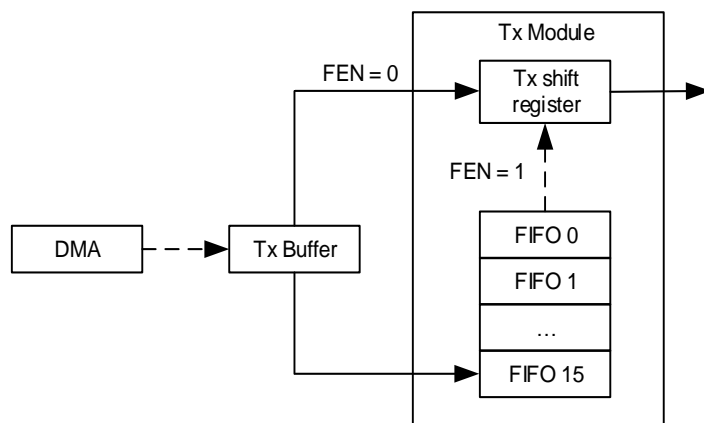 Tx Module
FEN = 0
Tx shift
register
FEN = 1
DMA
Tx Buffer
FIFO 0
FIFO 1
...
FIFO 15